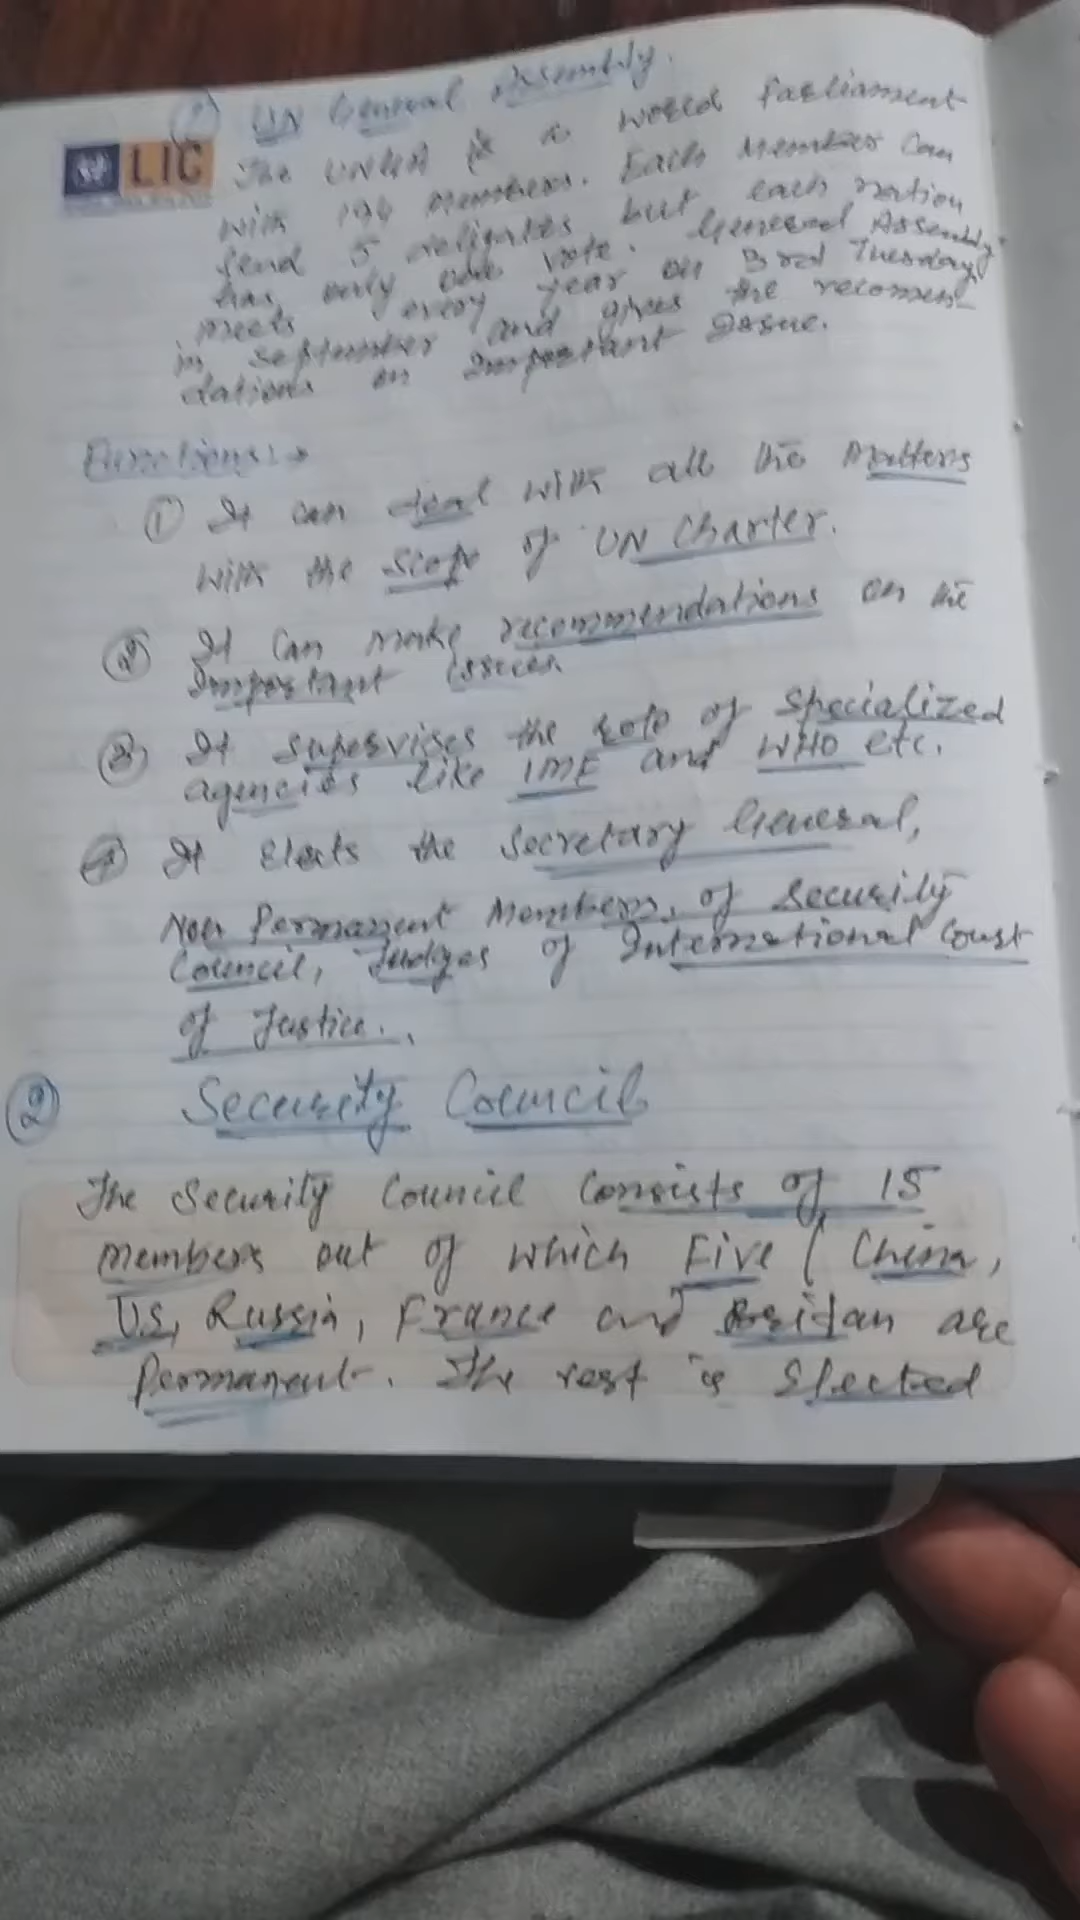 ① UN General Assembly.
LIC
The UNGA is a World Parliament
with 194 Members. Each Member Can
send 5 deligates but each nation
has only one vote. General Assembly
meets every year on 3rd Tuesday
in September and gives the recomen-
dations on Important Issue.
Functions:→
① It can deal with all the Matters
with the Scope of UN Charter.
② It Can make recommendations on the
Important issues.
③ It supervises the role of Specialized
agencies like IMF and WHO etc.
④ It Elects the Secretary General,
Non Permanent Members, of Security
Council, Judges of International Court
of Justice.
② Security Council
The Security Council Consists of 15
members out of which Five ( China,
U.S, Russia, France and Britan are
Permanent. The rest is Elected